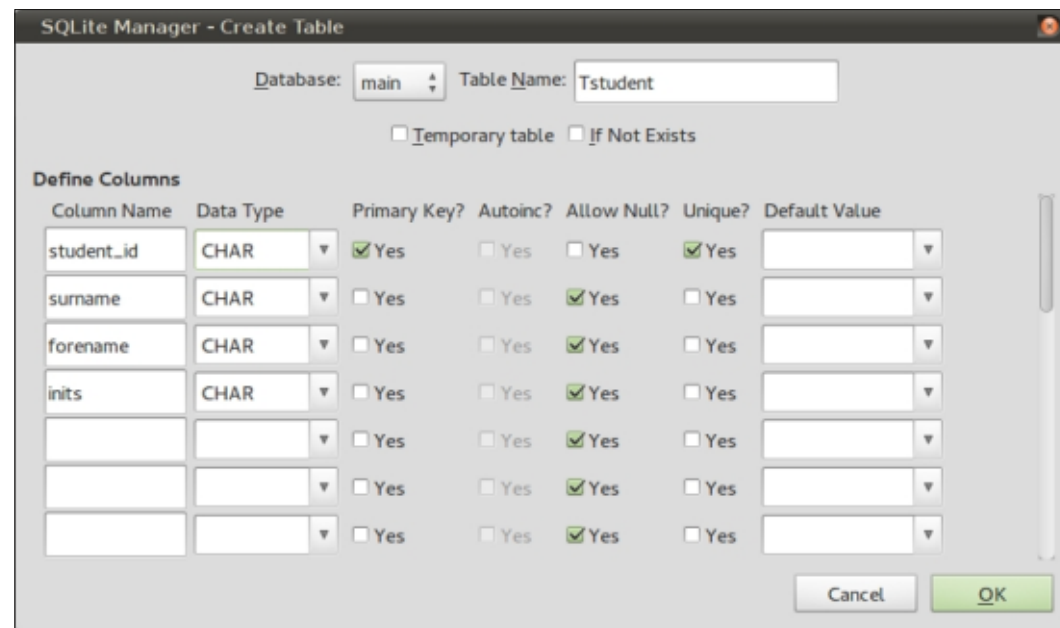 SQLite Manager - Create Table
Database: main Table Name: Tstudent
Temporary table If Not Exists
Define Columns
Column Name Data Type Primary Key? Autoinc? Allow Null? Unique? Default Value
student_id CHAR Yes Yes Yes Yes
surname CHAR Yes Yes Yes Yes
forename CHAR Yes Yes Yes Yes
inits CHAR Yes Yes Yes Yes
Yes Yes Yes Yes
Yes Yes Yes Yes
Yes Yes Yes Yes
Cancel OK